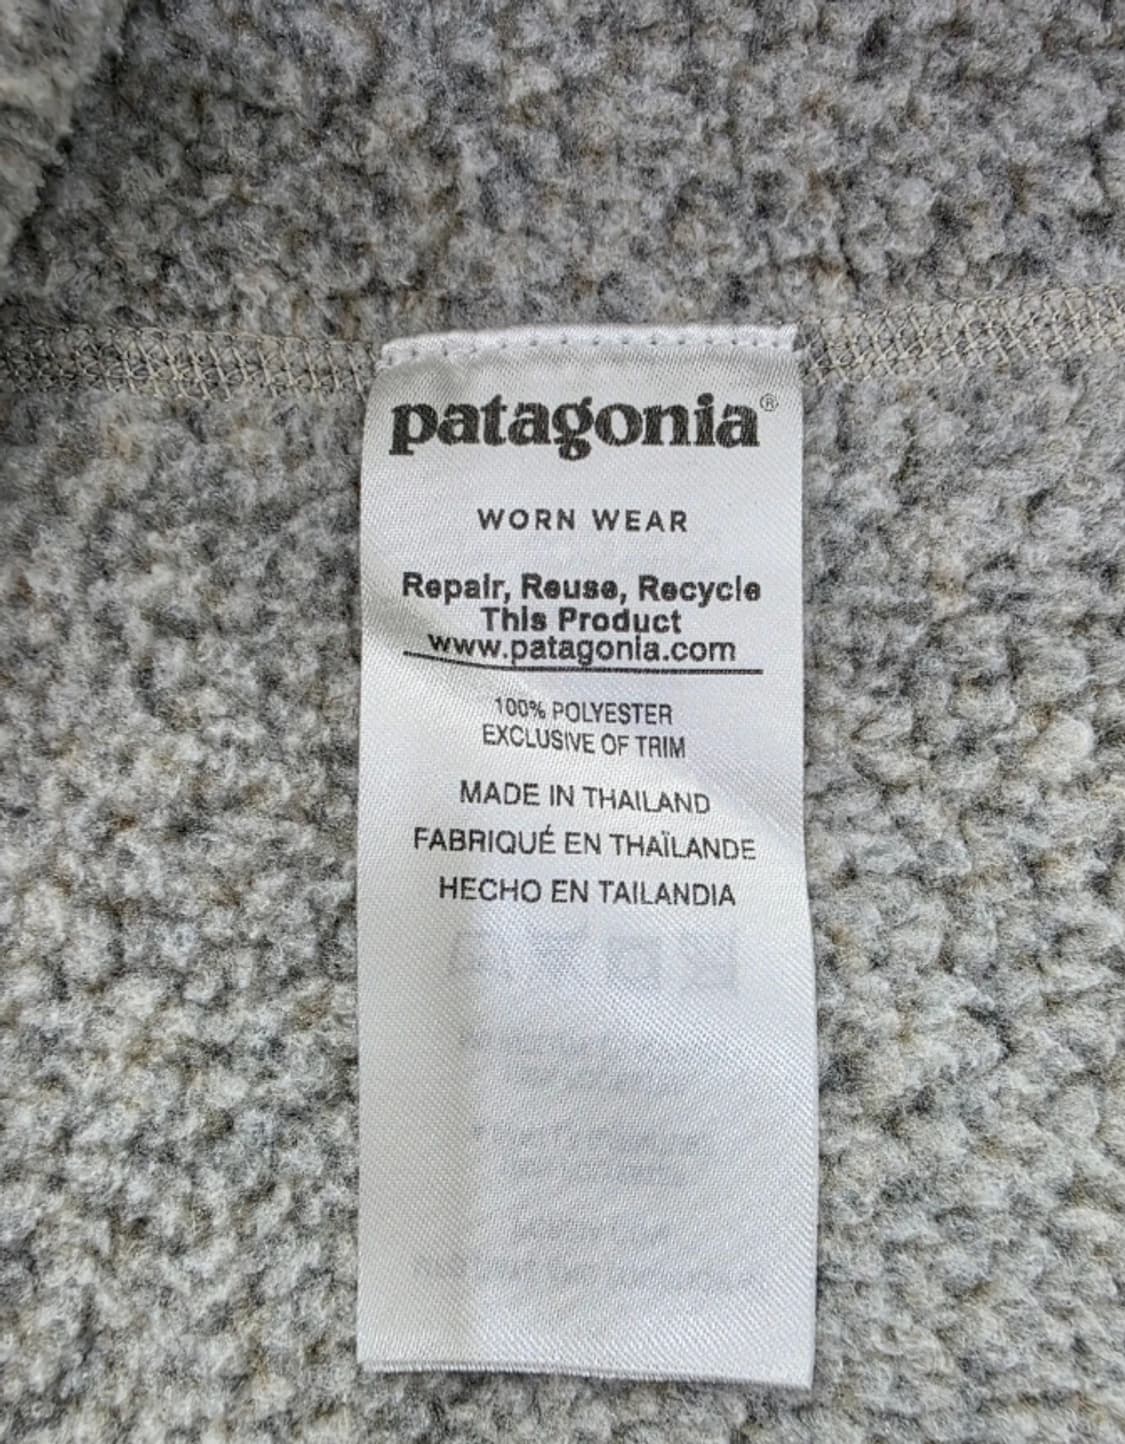 patagonia®
WORN WEAR
Repair, Reuse, Recycle
This Product
www.patagonia.com
100% POLYESTER
EXCLUSIVE OF TRIM
MADE IN THAILAND
FABRIQUÉ EN THAÏLANDE
HECHO EN TAILANDIA